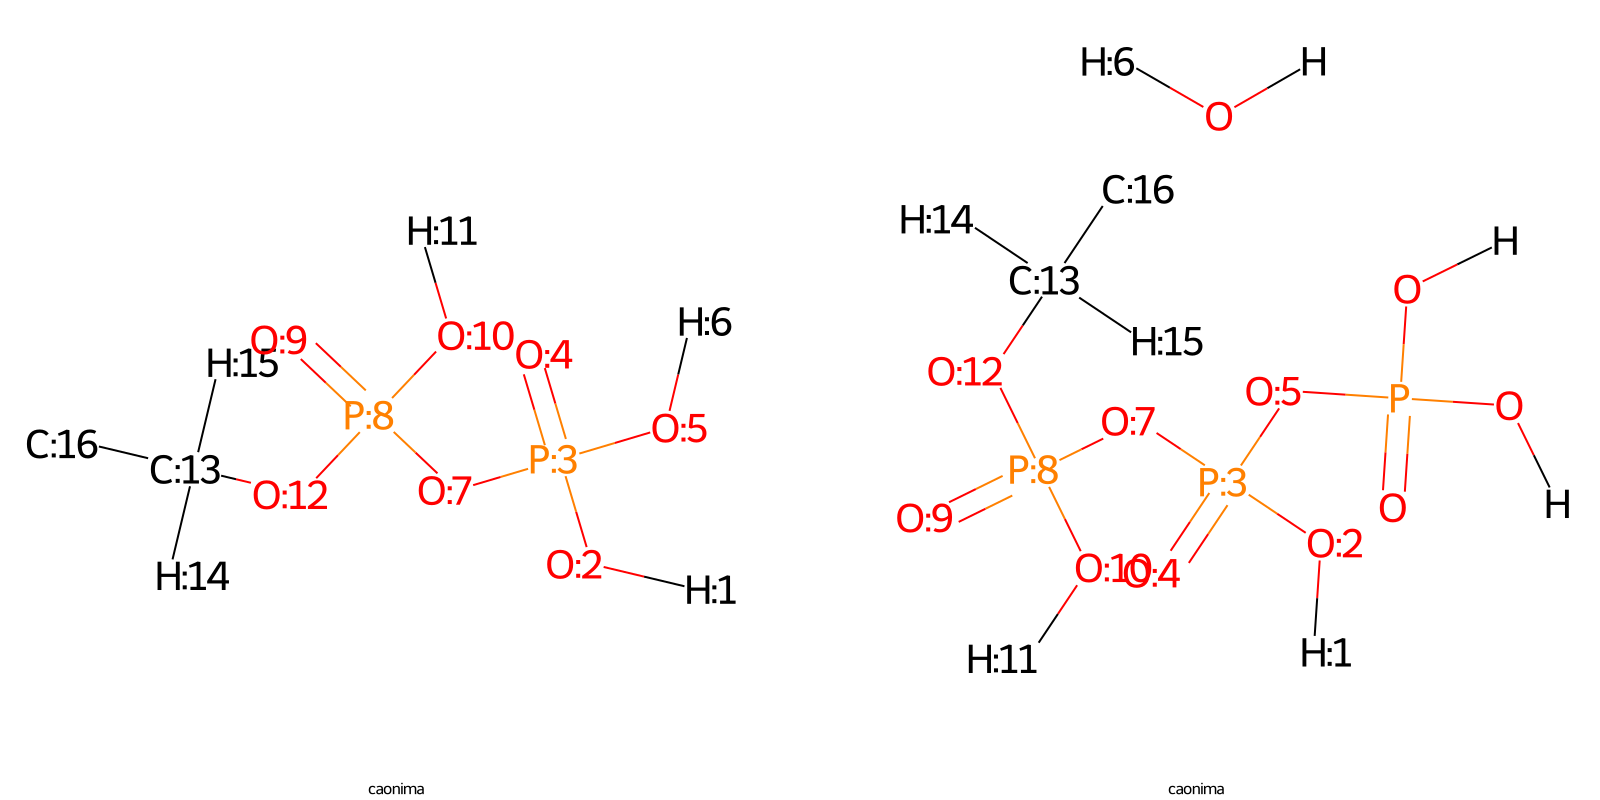 H:6 H
O
C:16
H:14
H:11 H
C:13 O
H:6
O:9 O:10 H:15
O:4
H:15 O:12
P:8 O:5 P O
O:7
O:5
C:16 P:3 P:8
C:13 P:3
O:7 O:12 O:9 O H
O:2
O:2 O:10 O:4
H:14 H:1
H:11 H:1
caonima caonima